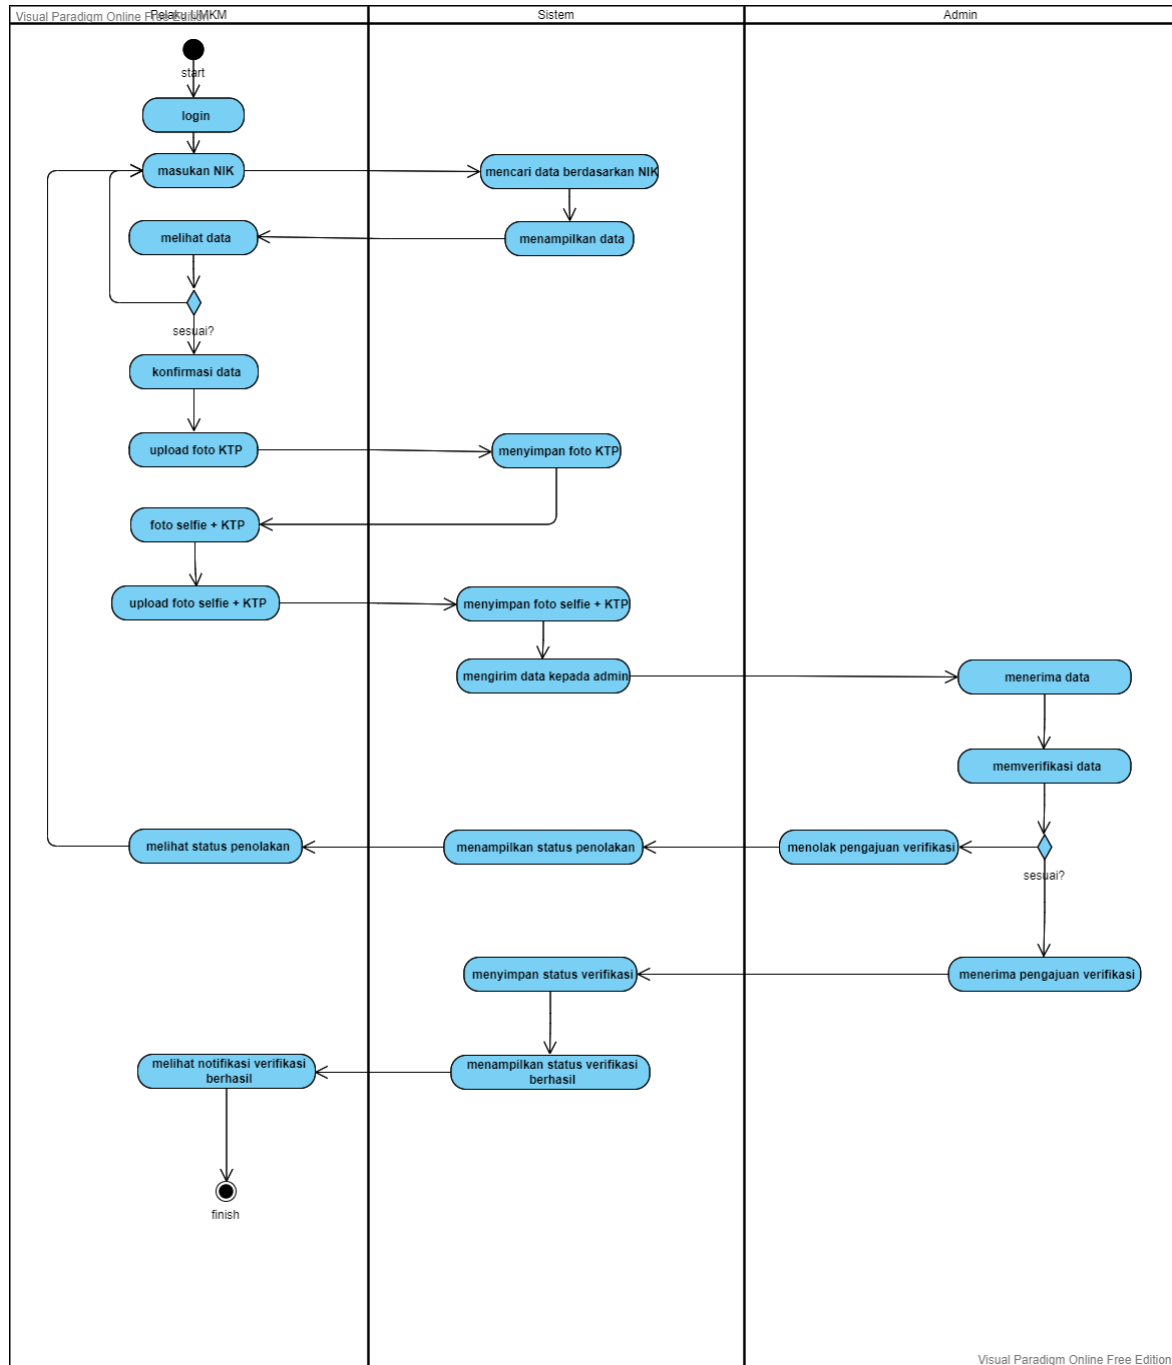 Visual Paradigm Online Free Edition
Pelaku UMKM
Sistem
Admin
start
login
masukan NIK
mencari data berdasarkan NIK
melihat data
menampilkan data
sesuai?
konfirmasi data
upload foto KTP
menyimpan foto KTP
foto selfie + KTP
upload foto selfie + KTP
menyimpan foto selfie + KTP
mengirim data kepada admin
menerima data
memverifikasi data
melihat status penolakan
menampilkan status penolakan
menolak pengajuan verifikasi
sesuai?
menyimpan status verifikasi
menerima pengajuan verifikasi
melihat notifikasi verifikasi
berhasil
menampilkan status verifikasi
berhasil
finish
Visual Paradigm Online Free Edition